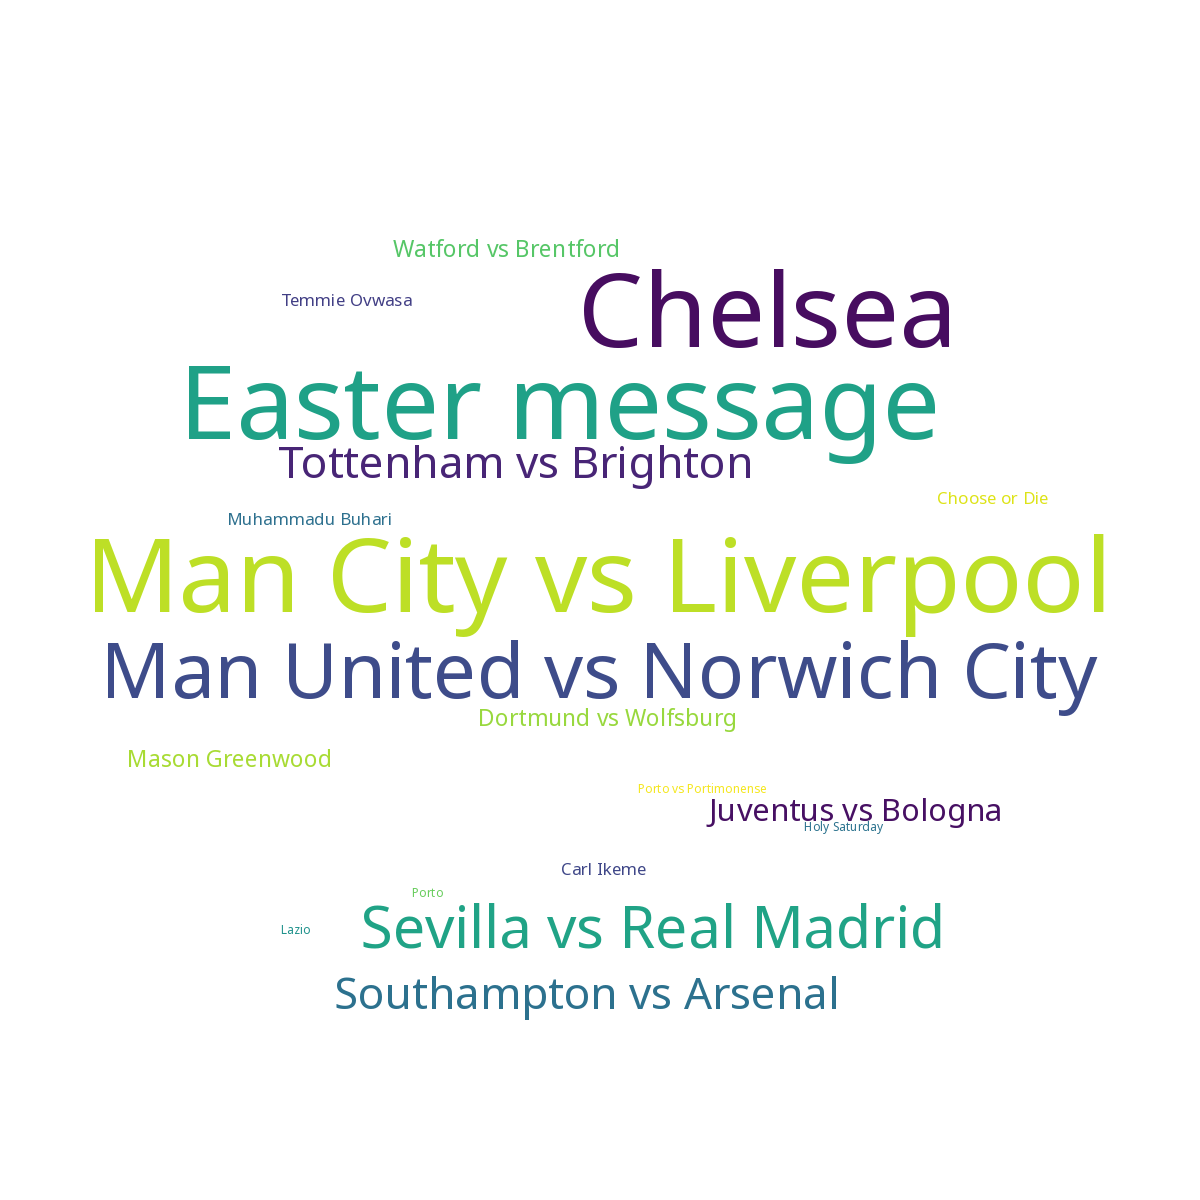 Watford vs Brentford
Temmie Ovwasa
Chelsea
Easter message
Tottenham vs Brighton
Choose or Die
Muhammadu Buhari
Man City vs Liverpool
Man United vs Norwich City
Dortmund vs Wolfsburg
Mason Greenwood
Porto vs Portimonense
Juventus vs Bologna
Holy Saturday
Carl Ikeme
Porto
Lazio
Sevilla vs Real Madrid
Southampton vs Arsenal